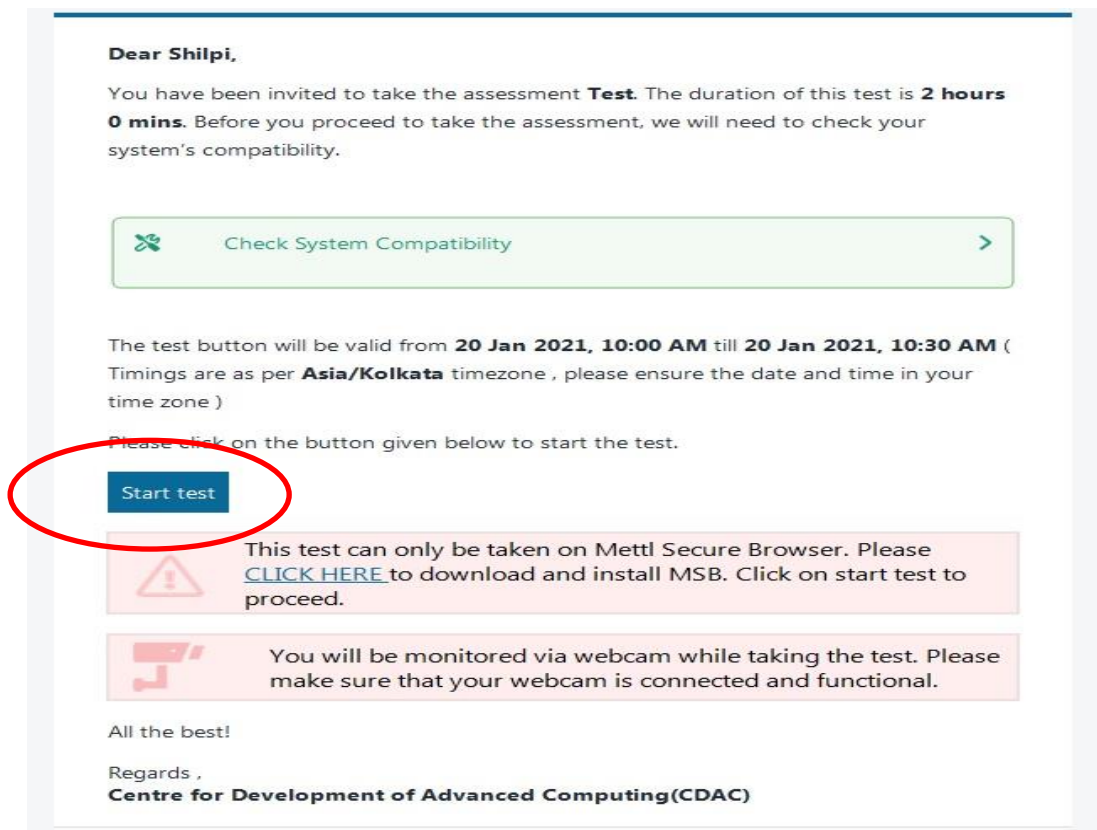 Dear Shilpi,
You have been invited to take the assessment Test. The duration of this test is 2 hours
0 mins. Before you proceed to take the assessment, we will need to check your
system's compatibility.
Check System Compatibility
The test button will be valid from 20 Jan 2021, 10:00 AM till 20 Jan 2021, 10:30 AM (
Timings are as per Asia/Kolkata timezone , please ensure the date and time in your
time zone )
Please click on the button given below to start the test.
Start test
This test can only be taken on Mettl Secure Browser. Please
CLICK HERE to download and install MSB. Click on start test to
proceed.
You will be monitored via webcam while taking the test. Please
make sure that your webcam is connected and functional.
All the best!
Regards ,
Centre for Development of Advanced Computing(CDAC)